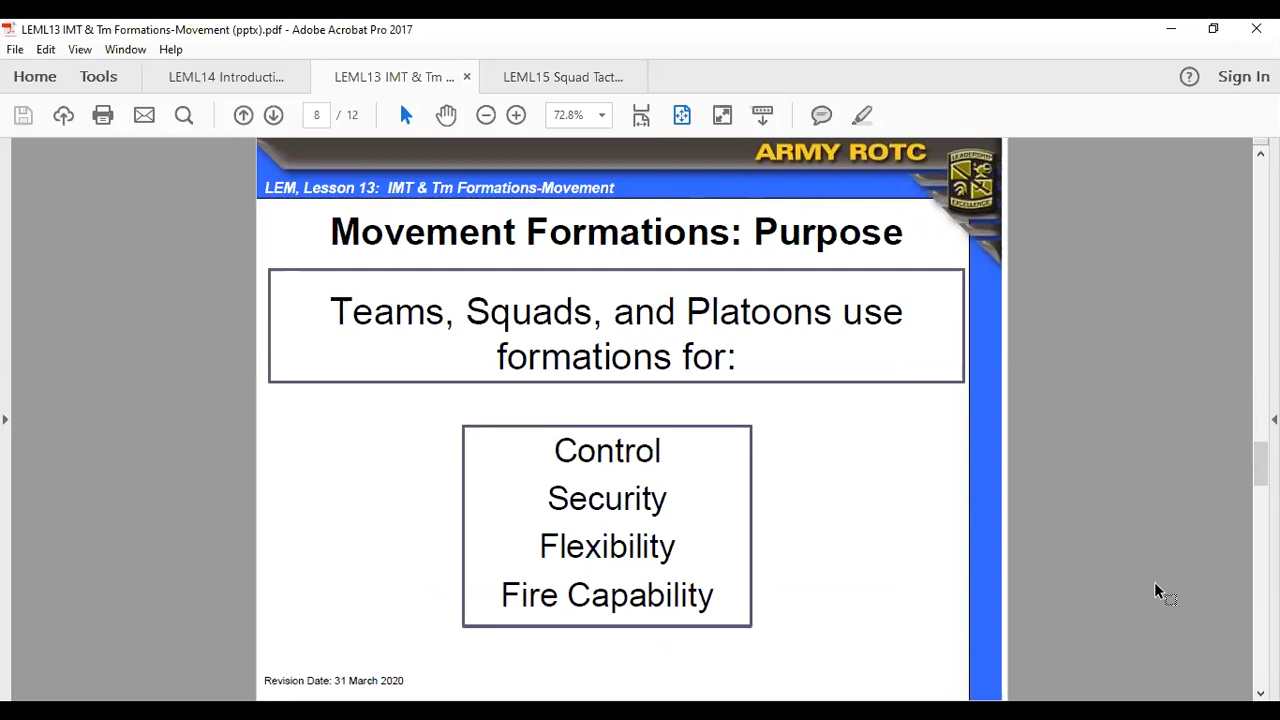 LEML13 IMT & Tm Formations-Movement (pptx).pdf - Adobe Acrobat Pro 2017
File Edit View Window Help
Home Tools LEML14 Introducti... LEML13 IMT & Tm ... × LEML15 Squad Tact... ? Sign In
8 / 12 72.8%
ARMY ROTC
LEADERSHIP
EXCELLENCE
LEM, Lesson 13: IMT & Tm Formations-Movement
Movement Formations: Purpose
Teams, Squads, and Platoons use
formations for:
Control
Security
Flexibility
Fire Capability
Revision Date: 31 March 2020